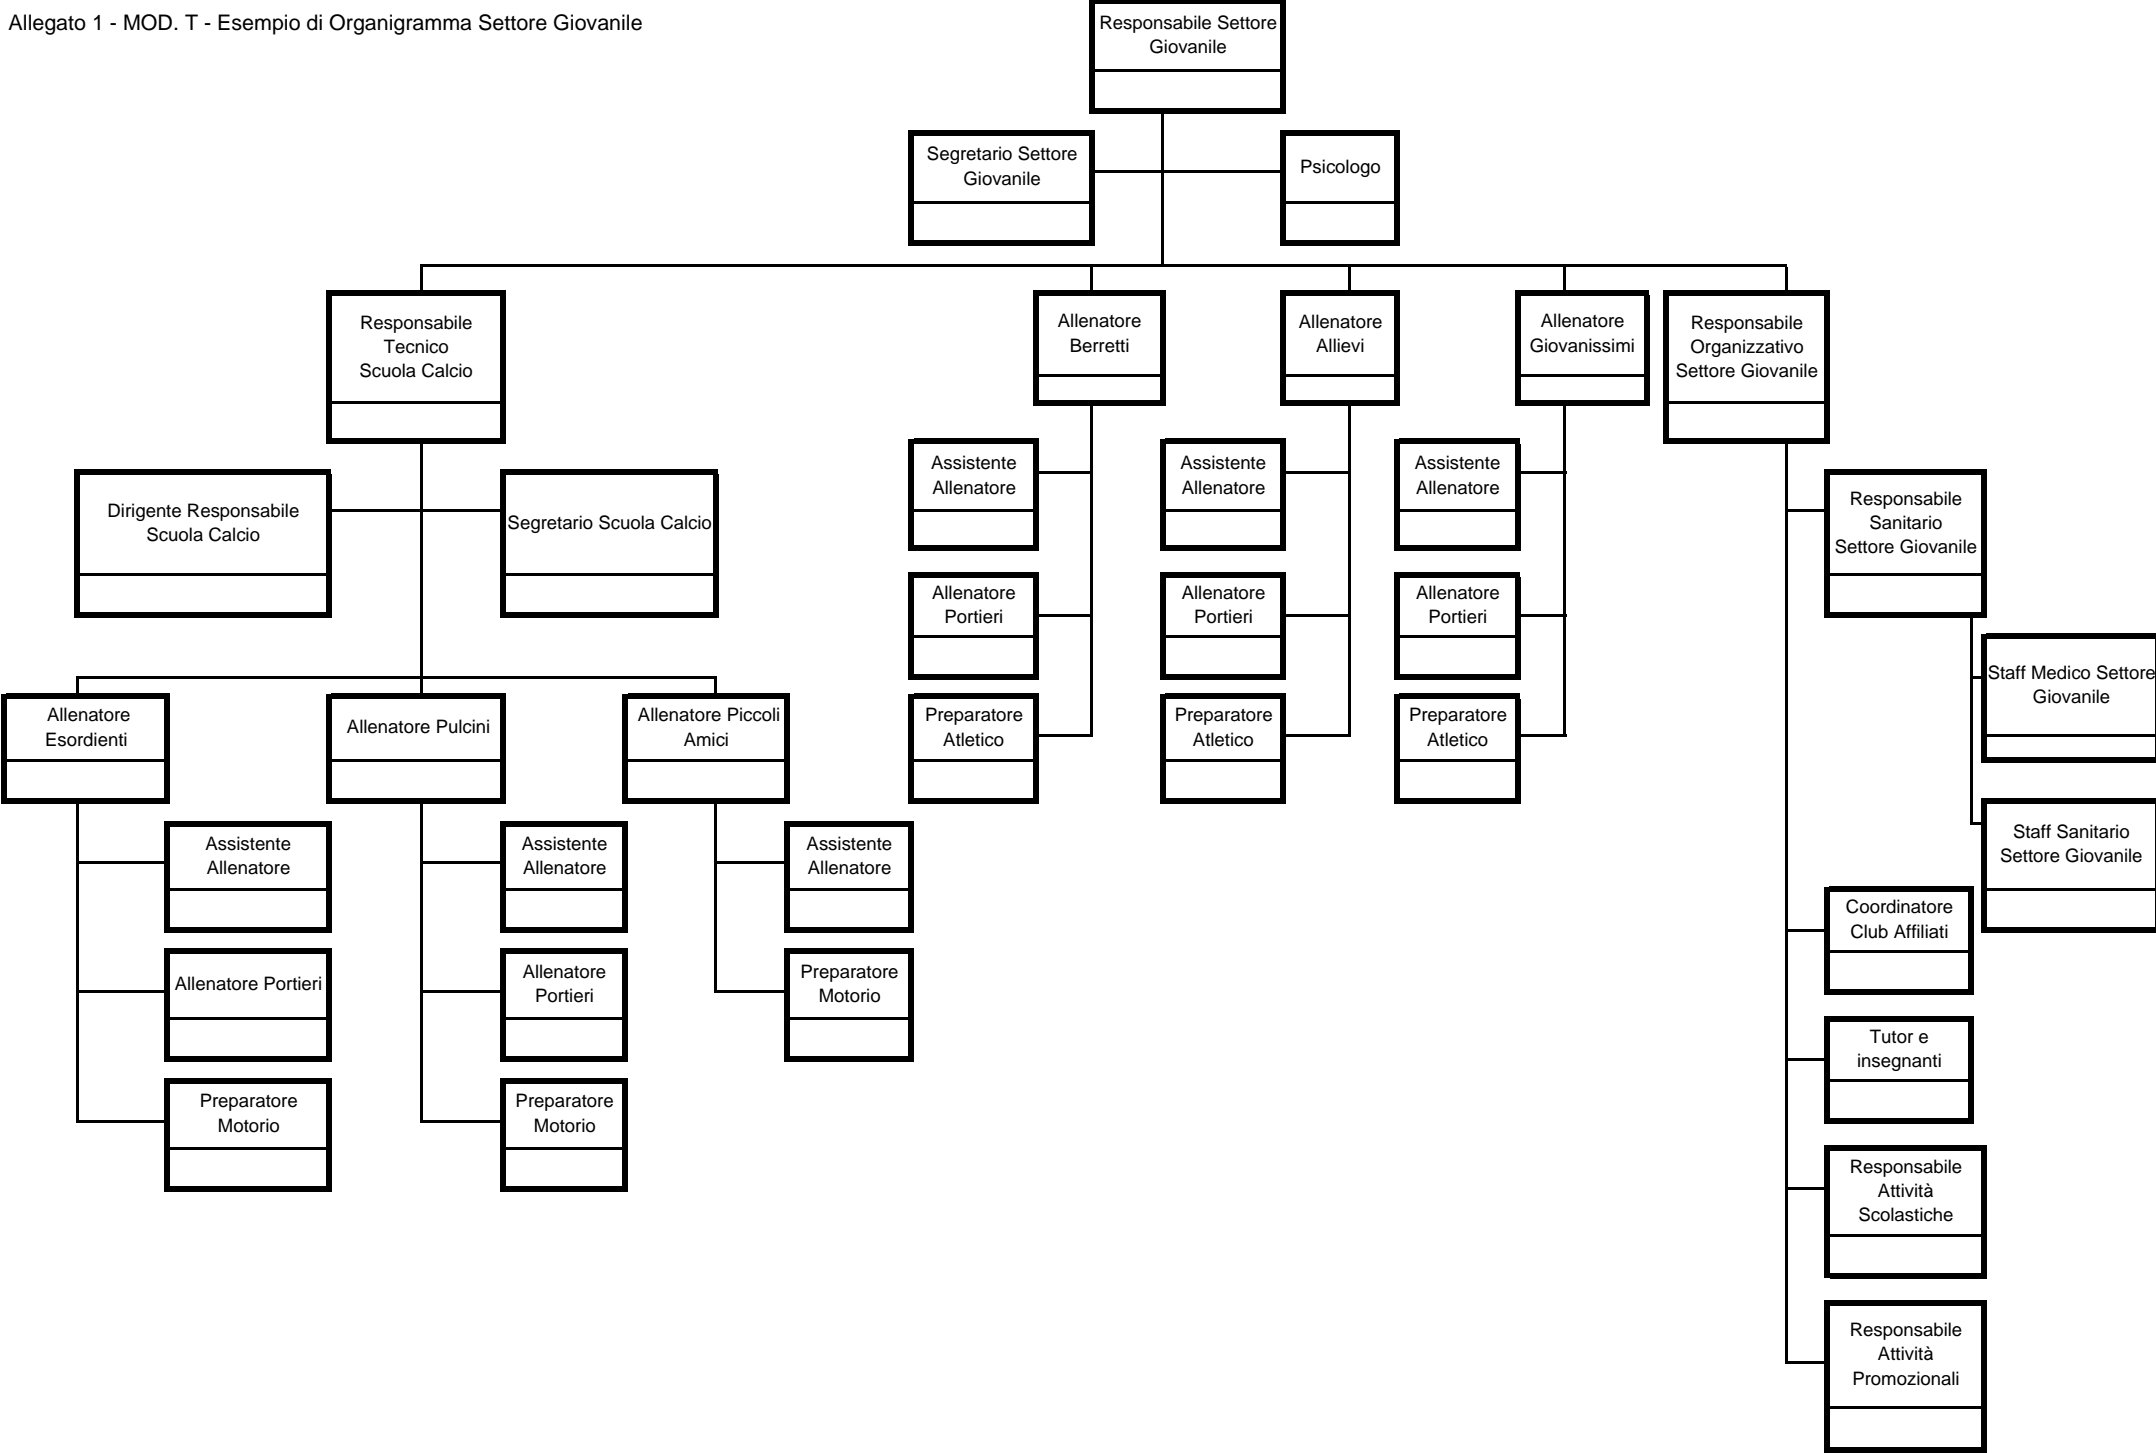 Allegato 1 - MOD. T - Esempio di Organigramma Settore Giovanile
Responsabile Settore
Giovanile
Segretario Settore
Giovanile
Psicologo
Responsabile
Tecnico
Scuola Calcio
Allenatore
Berretti
Allenatore
Allievi
Allenatore
Giovanissimi
Responsabile
Organizzativo
Settore Giovanile
Dirigente Responsabile
Scuola Calcio
Segretario Scuola Calcio
Assistente
Allenatore
Assistente
Allenatore
Assistente
Allenatore
Responsabile
Sanitario
Settore Giovanile
Allenatore
Portieri
Allenatore
Portieri
Allenatore
Portieri
Staff Medico Settore
Giovanile
Allenatore
Esordienti
Allenatore Pulcini
Allenatore Piccoli
Amici
Preparatore
Atletico
Preparatore
Atletico
Preparatore
Atletico
Staff Sanitario
Settore Giovanile
Assistente
Allenatore
Assistente
Allenatore
Assistente
Allenatore
Coordinatore
Club Affiliati
Allenatore Portieri
Allenatore
Portieri
Preparatore
Motorio
Tutor e
insegnanti
Preparatore
Motorio
Preparatore
Motorio
Responsabile
Attività
Scolastiche
Responsabile
Attività
Promozionali